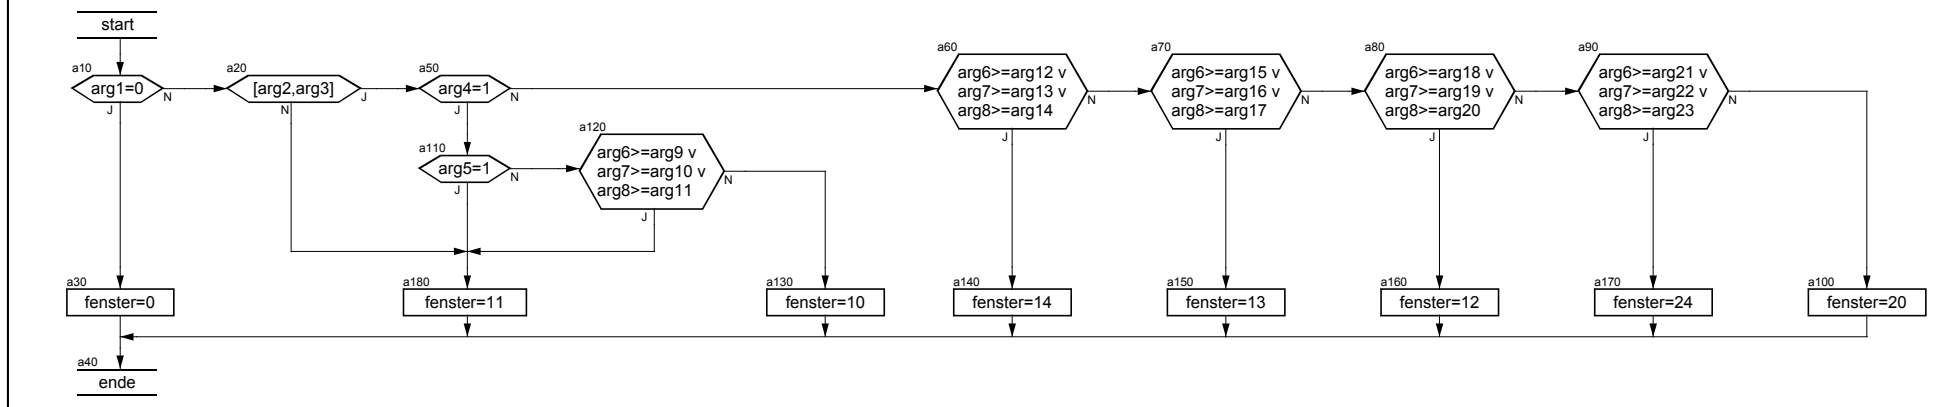 start
a10
arg1=0
N
J
a20
[arg2,arg3]
J
N
a50
arg4=1
N
J
a60
arg6>=arg12 v
arg7>=arg13 v
arg8>=arg14
N
J
a70
arg6>=arg15 v
arg7>=arg16 v
arg8>=arg17
N
J
a80
arg6>=arg18 v
arg7>=arg19 v
arg8>=arg20
N
J
a90
arg6>=arg21 v
arg7>=arg22 v
arg8>=arg23
N
J
a110
arg5=1
N
J
a120
arg6>=arg9 v
arg7>=arg10 v
arg8>=arg11
N
J
a30
fenster=0
a180
fenster=11
a130
fenster=10
a140
fenster=14
a150
fenster=13
a160
fenster=12
a170
fenster=24
a100
fenster=20
a40
ende